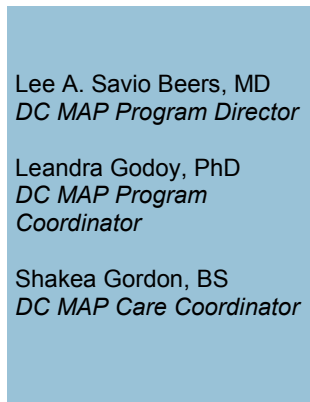 Lee A. Savio Beers, MD
DC MAP Program Director
Leandra Godoy, PhD
DC MAP Program
Coordinator
Shakea Gordon, BS
DC MAP Care Coordinator